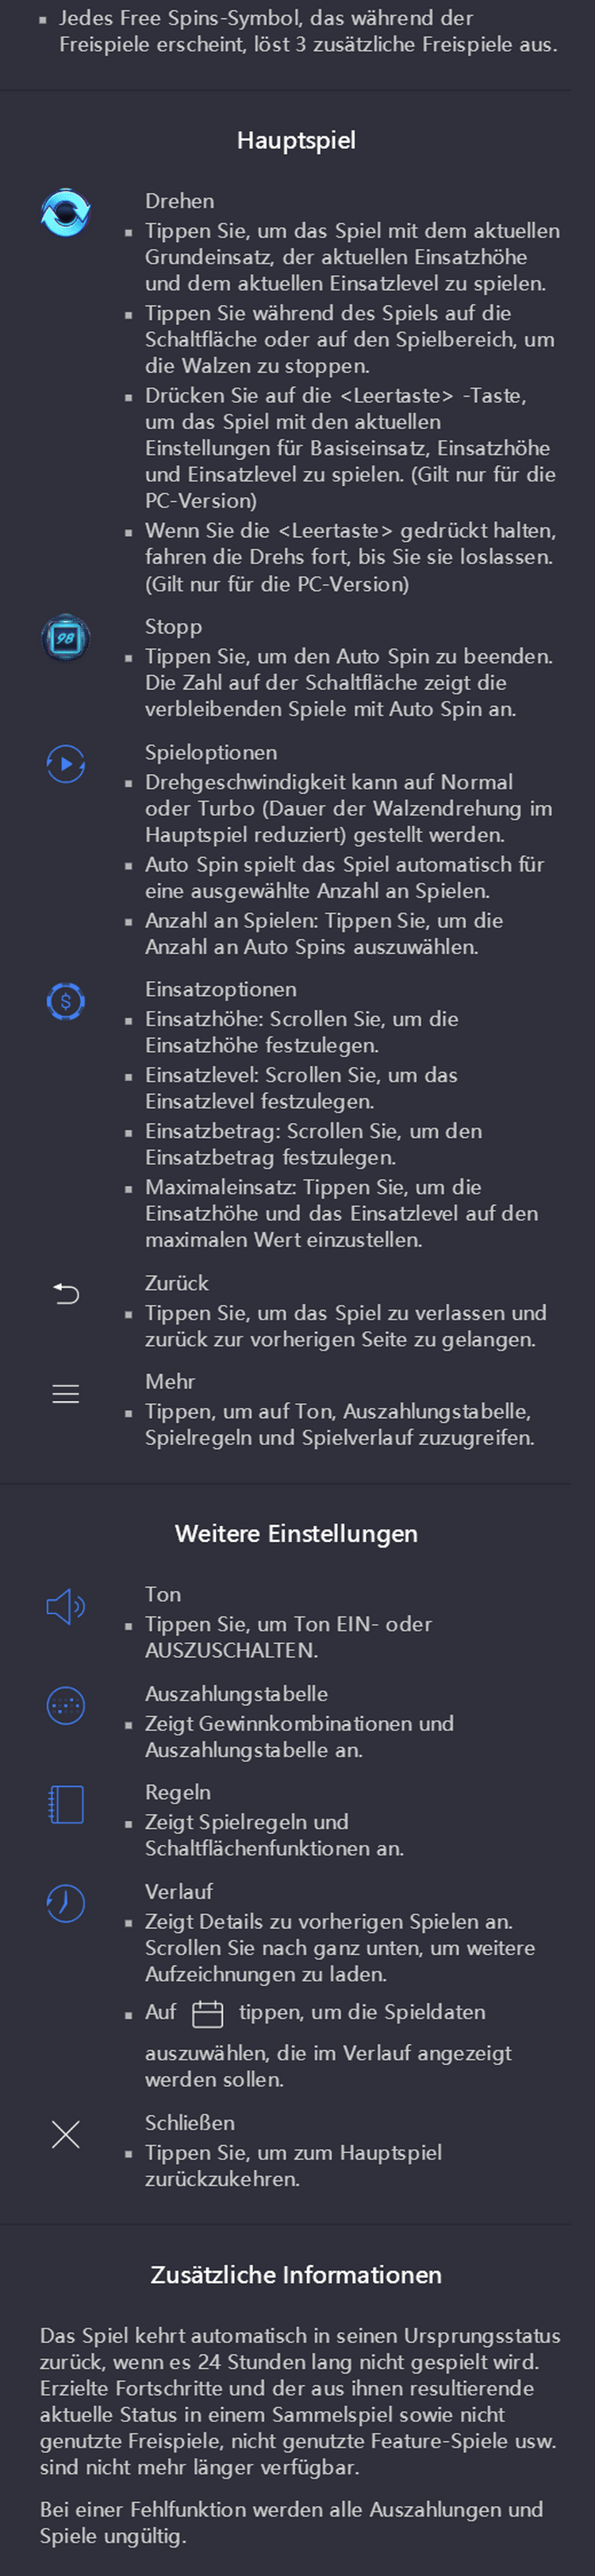 ▪ Jedes Free Spins-Symbol, das während der
Freispiele erscheint, löst 3 zusätzliche Freispiele aus.
Hauptspiel
Drehen
▪ Tippen Sie, um das Spiel mit dem aktuellen
Grundeinsatz, der aktuellen Einsatzhöhe
und dem aktuellen Einsatzlevel zu spielen.
▪ Tippen Sie während des Spiels auf die
Schaltfläche oder auf den Spielbereich, um
die Walzen zu stoppen.
▪ Drücken Sie auf die <Leertaste> -Taste,
um das Spiel mit den aktuellen
Einstellungen für Basiseinsatz, Einsatzhöhe
und Einsatzlevel zu spielen. (Gilt nur für die
PC-Version)
▪ Wenn Sie die <Leertaste> gedrückt halten,
fahren die Drehs fort, bis Sie sie loslassen.
(Gilt nur für die PC-Version)
98
Stopp
▪ Tippen Sie, um den Auto Spin zu beenden.
Die Zahl auf der Schaltfläche zeigt die
verbleibenden Spiele mit Auto Spin an.
Spieloptionen
▪ Drehgeschwindigkeit kann auf Normal
oder Turbo (Dauer der Walzendrehung im
Hauptspiel reduziert) gestellt werden.
▪ Auto Spin spielt das Spiel automatisch für
eine ausgewählte Anzahl an Spielen.
▪ Anzahl an Spielen: Tippen Sie, um die
Anzahl an Auto Spins auszuwählen.
$
Einsatzoptionen
▪ Einsatzhöhe: Scrollen Sie, um die
Einsatzhöhe festzulegen.
▪ Einsatzlevel: Scrollen Sie, um das
Einsatzlevel festzulegen.
▪ Einsatzbetrag: Scrollen Sie, um den
Einsatzbetrag festzulegen.
▪ Maximaleinsatz: Tippen Sie, um die
Einsatzhöhe und das Einsatzlevel auf den
maximalen Wert einzustellen.
Zurück
▪ Tippen Sie, um das Spiel zu verlassen und
zurück zur vorherigen Seite zu gelangen.
Mehr
▪ Tippen, um auf Ton, Auszahlungstabelle,
Spielregeln und Spielverlauf zuzugreifen.
Weitere Einstellungen
Ton
▪ Tippen Sie, um Ton EIN- oder
AUSZUSCHALTEN.
Auszahlungstabelle
▪ Zeigt Gewinnkombinationen und
Auszahlungstabelle an.
Regeln
▪ Zeigt Spielregeln und
Schaltflächenfunktionen an.
Verlauf
▪ Zeigt Details zu vorherigen Spielen an.
Scrollen Sie nach ganz unten, um weitere
Aufzeichnungen zu laden.
▪ Auf tippen, um die Spieldaten
auszuwählen, die im Verlauf angezeigt
werden sollen.
Schließen
▪ Tippen Sie, um zum Hauptspiel
zurückzukehren.
Zusätzliche Informationen
Das Spiel kehrt automatisch in seinen Ursprungsstatus
zurück, wenn es 24 Stunden lang nicht gespielt wird.
Erzielte Fortschritte und der aus ihnen resultierende
aktuelle Status in einem Sammelspiel sowie nicht
genutzte Freispiele, nicht genutzte Feature-Spiele usw.
sind nicht mehr länger verfügbar.
Bei einer Fehlfunktion werden alle Auszahlungen und
Spiele ungültig.